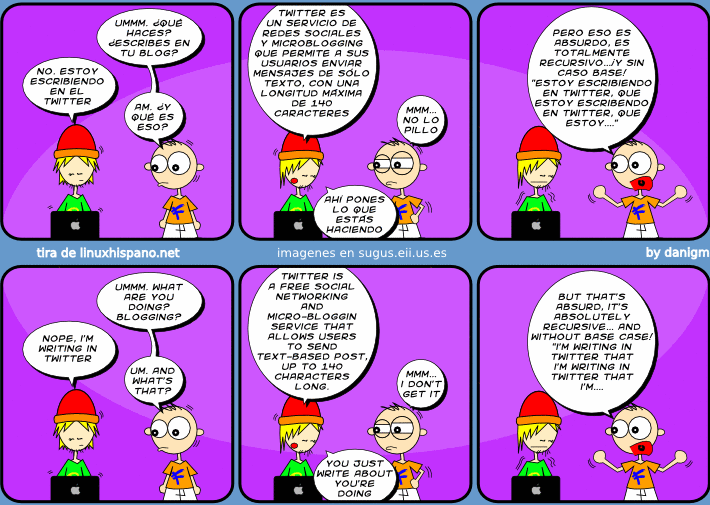 UMMM. ¿QUÉ
HACES?
¿ESCRIBES EN
TU BLOG?
NO. ESTOY
ESCRIBIENDO
EN EL
TWITTER
AM. ¿Y
QUÉ ES
ESO?
TWITTER ES
UN SERVICIO DE
REDES SOCIALES
Y MICROBLOGGING
QUE PERMITE A SUS
USUARIOS ENVIAR
MENSAJES DE SÓLO
TEXTO, CON UNA
LONGITUD MÁXIMA
DE 140
CARACTERES
MMM...
NO LO
PILLO
AHÍ PONES
LO QUE
ESTÁS
HACIENDO
PERO ESO ES
ABSURDO, ES
TOTALMENTE
RECURSIVO...¡Y SIN
CASO BASE!
"ESTOY ESCRIBIENDO
EN TWITTER, QUE
ESTOY ESCRIBENDO
EN TWITTER, QUE
ESTOY...."
tira de linuxhispano.net
imagenes en sugus.eii.us.es
by danigm
UMMM. WHAT
ARE YOU
DOING?
BLOGGING?
NOPE, I'M
WRITING IN
TWITTER
UM. AND
WHAT'S
THAT?
TWITTER IS
A FREE SOCIAL
NETWORKING
AND
MICRO-BLOGGIN
SERVICE THAT
ALLOWS USERS
TO SEND
TEXT-BASED POST,
UP TO 140
CHARACTERS
LONG.
MMM...
I DON'T
GET IT
YOU JUST
WRITE ABOUT
YOU'RE
DOING
BUT THAT'S
ABSURD, IT'S
ABSOLUTELY
RECURSIVE... AND
WITHOUT BASE CASE!
"I'M WRITING IN
TWITTER THAT
I'M WRITING IN
TWITTER THAT
I'M....